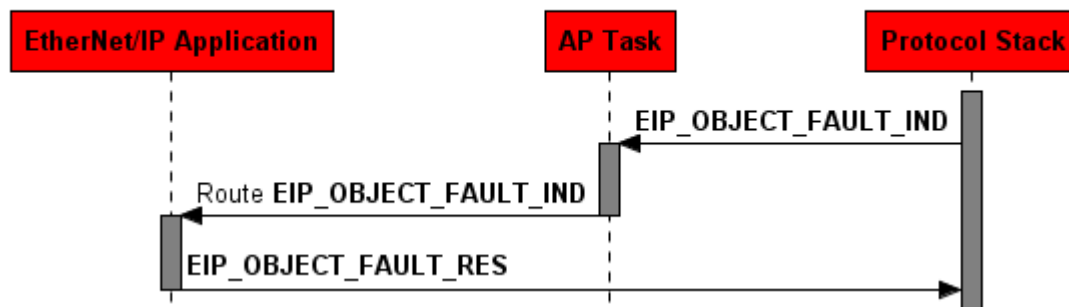 EtherNet/IP Application
AP Task
Protocol Stack
EIP_OBJECT_FAULT_IND
Route EIP_OBJECT_FAULT_IND
EIP_OBJECT_FAULT_RES